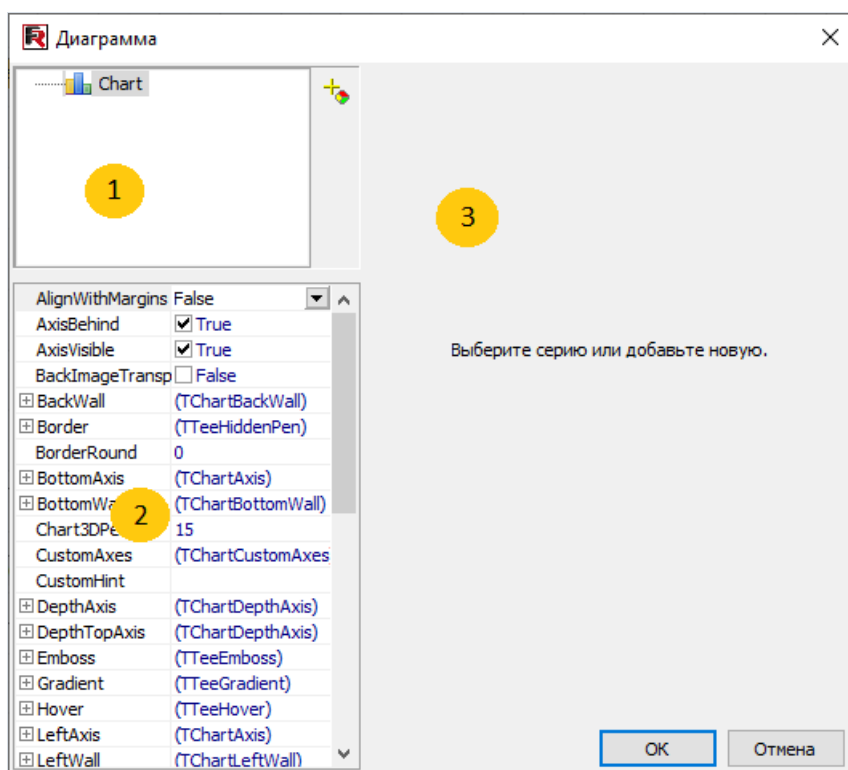 Диаграмма
Chart
1
3
AlignWithMargins False
AxisBehind True
AxisVisible True
BackImageTransp False
BackWall (TChartBackWall)
Border (TTeeHiddenPen)
BorderRound 0
BottomAxis (TChartAxis)
BottomWa (TChartBottomWall)
2
Chart3DPe 15
CustomAxes (TChartCustomAxes
CustomHint
DepthAxis (TChartDepthAxis)
DepthTopAxis (TChartDepthAxis)
Emboss (TTeeEmboss)
Gradient (TTeeGradient)
Hover (TTeeHover)
LeftAxis (TChartAxis)
LeftWall (TChartLeftWall)
Выберите серию или добавьте новую.
OK
Отмена